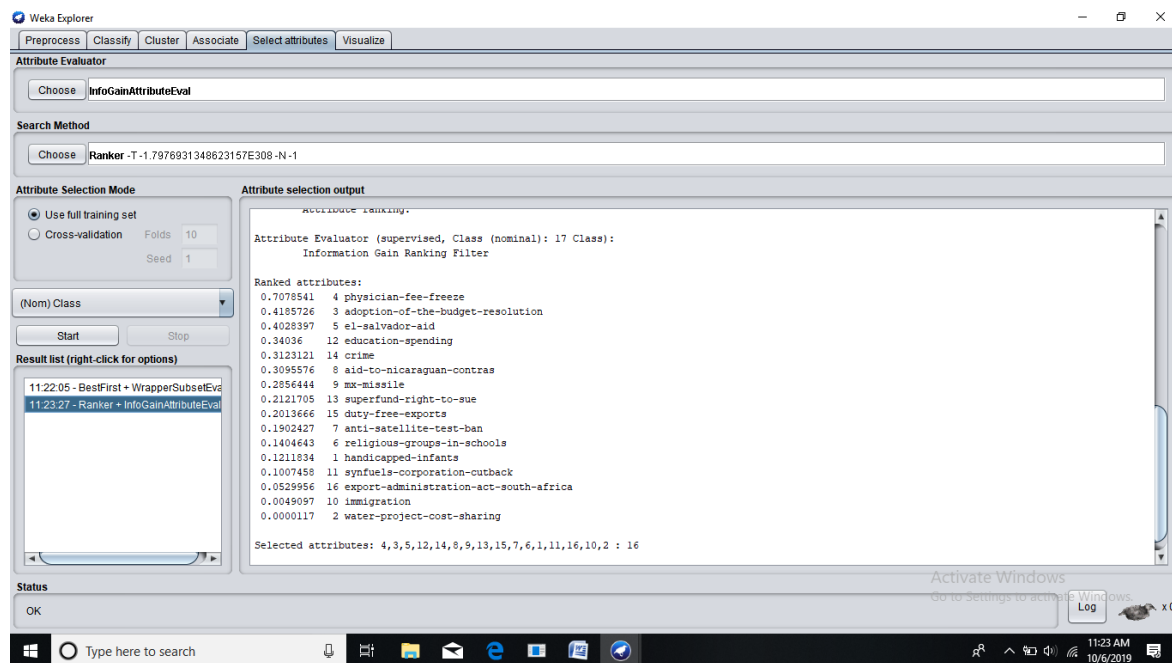 Weka Explorer
Preprocess Classify Cluster Associate Select attributes Visualize
Attribute Evaluator
Choose InfoGainAttributeEval
Search Method
Choose Ranker -T -1.7976931348623157E308 -N -1
Attribute Selection Mode
Use full training set
Cross-validation Folds 10
Seed 1
(Nom) Class
Start Stop
Result list (right-click for options)
11:22:05 - BestFirst + WrapperSubsetEva
11:23:27 - Ranker + InfoGainAttributeEval
Attribute selection output
Attribute ranking.
Attribute Evaluator (supervised, Class (nominal): 17 Class):
Information Gain Ranking Filter
Ranked attributes:
0.7078541 4 physician-fee-freeze
0.4185726 3 adoption-of-the-budget-resolution
0.4028397 5 el-salvador-aid
0.34036 12 education-spending
0.3123121 14 crime
0.3095576 8 aid-to-nicaraguan-contras
0.2856444 9 mx-missile
0.2121705 13 superfund-right-to-sue
0.2013666 15 duty-free-exports
0.1902427 7 anti-satellite-test-ban
0.1404643 6 religious-groups-in-schools
0.1211834 1 handicapped-infants
0.1007458 11 synfuels-corporation-cutback
0.0529956 16 export-administration-act-south-africa
0.0049097 10 immigration
0.0000117 2 water-project-cost-sharing
Selected attributes: 4,3,5,12,14,8,9,13,15,7,6,1,11,16,10,2 : 16
Status
OK
Activate Windows
Go to Settings to activate Windows.
Log
x 0
Type here to search
11:23 AM
10/6/2019